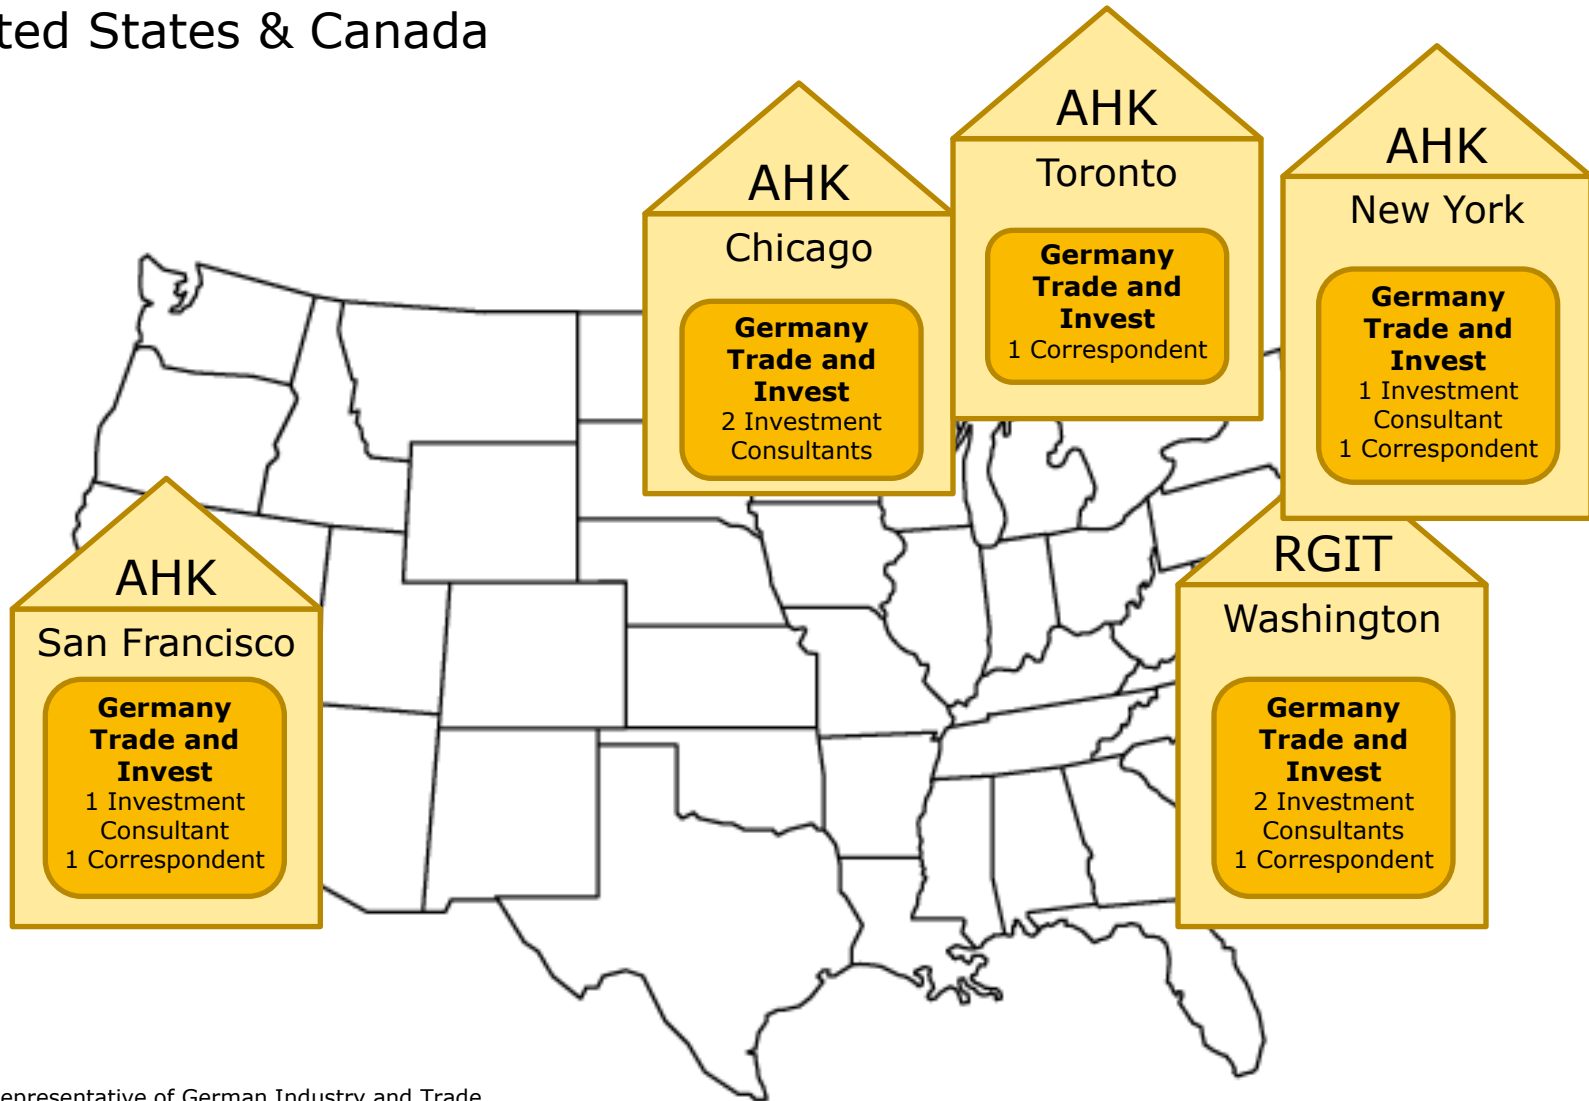 ted States & Canada
AHK
Toronto
Germany
Trade and
Invest
1 Correspondent
AHK
New York
Germany
Trade and
Invest
1 Investment
Consultant
1 Correspondent
AHK
Chicago
Germany
Trade and
Invest
2 Investment
Consultants
AHK
San Francisco
Germany
Trade and
Invest
1 Investment
Consultant
1 Correspondent
RGIT
Washington
Germany
Trade and
Invest
2 Investment
Consultants
1 Correspondent
epresentative of German Industry and Trade